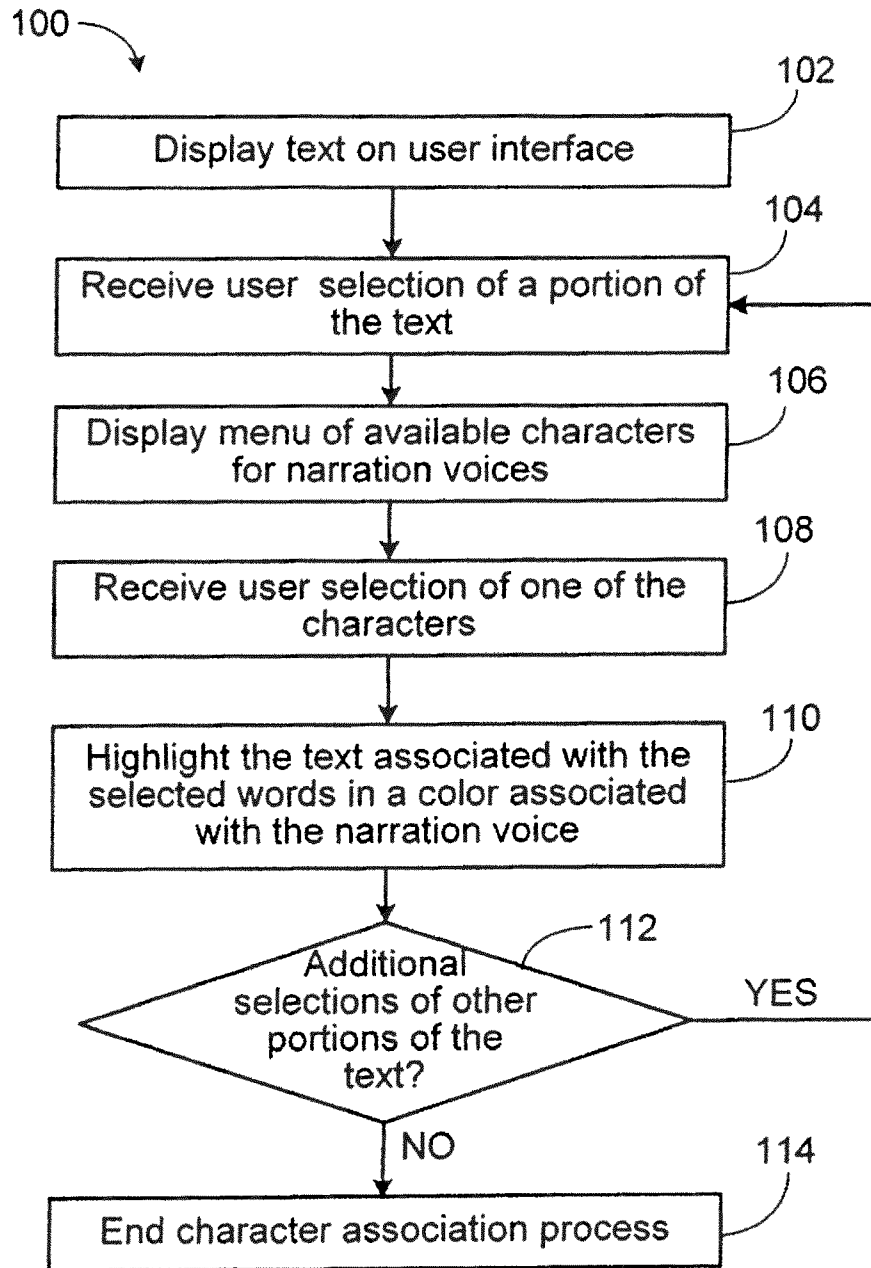 100
102
Display text on user interface
104
Receive user selection of a portion of
the text
106
Display menu of available characters
for narration voices
108
Receive user selection of one of the
characters
110
Highlight the text associated with the
selected words in a color associated
with the narration voice
112
Additional
selections of other
portions of the
text?
YES
NO
114
End character association process